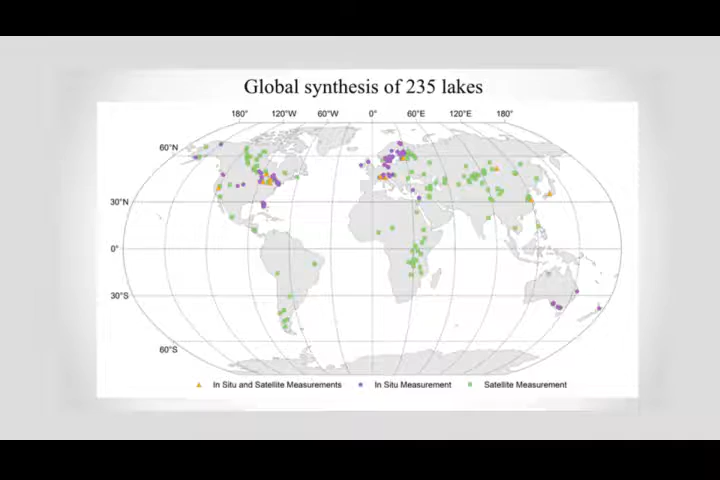 Global synthesis of 235 lakes
180° 120°W 60°W 0° 60°E 120°E 180°
60°N
30°N
0°
30°S
60°S
In Situ and Satellite Measurements In Situ Measurement Satellite Measurement